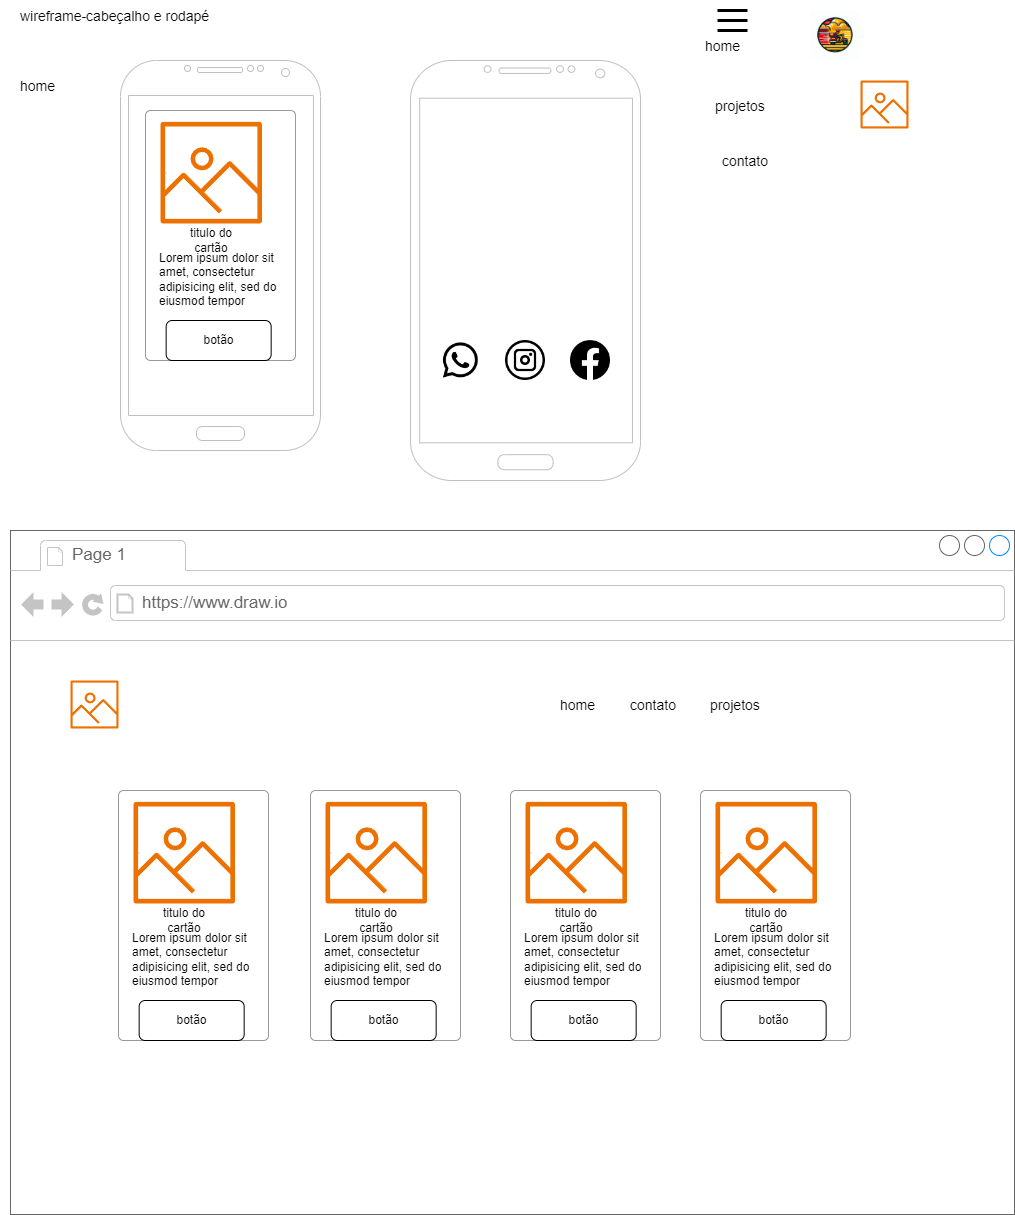 wireframe-cabeçalho e rodapé
home
home
projetos
contato
titulo do
cartão
Lorem ipsum dolor sit
amet, consectetur
adipisicing elit, sed do
eiusmod tempor
botão
Page 1
https://www.draw.io
home contato projetos
titulo do
cartão
Lorem ipsum dolor sit
amet, consectetur
adipisicing elit, sed do
eiusmod tempor
botão
titulo do
cartão
Lorem ipsum dolor sit
amet, consectetur
adipisicing elit, sed do
eiusmod tempor
botão
titulo do
cartão
Lorem ipsum dolor sit
amet, consectetur
adipisicing elit, sed do
eiusmod tempor
botão
titulo do
cartão
Lorem ipsum dolor sit
amet, consectetur
adipisicing elit, sed do
eiusmod tempor
botão